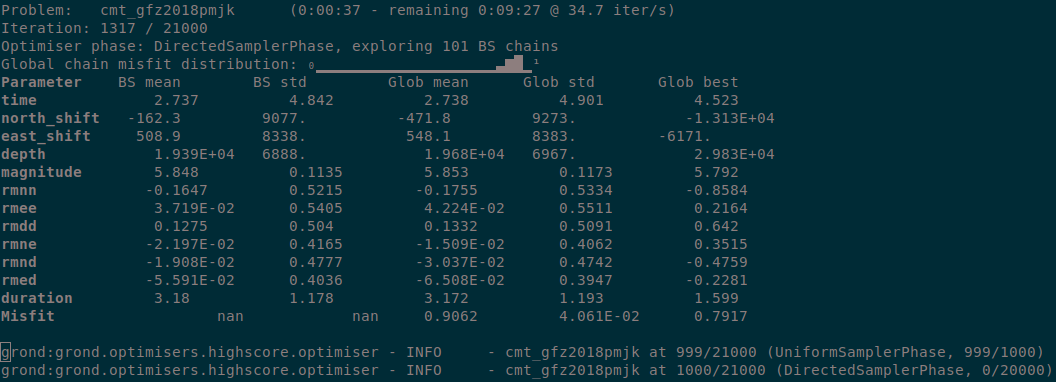 Problem:   cmt_gfz2018pmjk      (0:00:37 - remaining 0:09:27 @ 34.7 iter/s)
Iteration: 1317 / 21000
Optimiser phase: DirectedSamplerPhase, exploring 101 BS chains
Global chain misfit distribution: ₀▁▁▁▁▁▁▁▁▁▁▁▁▁▁▁▁▁▁▁▁▂▄█▁¹
Parameter    BS mean        BS std         Glob mean      Glob std       Glob best
time                2.737          4.842          2.738          4.901          4.523
north_shift   -162.3         9077.          -471.8         9273.            -1.313E+04
east_shift     508.9         8338.           548.1         8383.         -6171.
depth               1.939E+04   6888.             1.968E+04   6967.             2.983E+04
magnitude           5.848          0.1135         5.853          0.1173         5.792
rmnn               -0.1647         0.5215        -0.1755         0.5334        -0.8584
rmee                3.719E-02      0.5405         4.224E-02      0.5511         0.2164
rmdd                0.1275         0.504          0.1332         0.5091         0.642
rmne               -2.197E-02      0.4165        -1.509E-02      0.4062         0.3515
rmnd               -1.908E-02      0.4777        -3.037E-02      0.4742        -0.4759
rmed               -5.591E-02      0.4036        -6.508E-02      0.3947        -0.2281
duration            3.18           1.178          3.172          1.193          1.599
Misfit                 nan            nan         0.9062         4.061E-02      0.7917
grond:grond.optimisers.highscore.optimiser - INFO     - cmt_gfz2018pmjk at 999/21000 (UniformSamplerPhase, 999/1000)
grond:grond.optimisers.highscore.optimiser - INFO     - cmt_gfz2018pmjk at 1000/21000 (DirectedSamplerPhase, 0/20000)